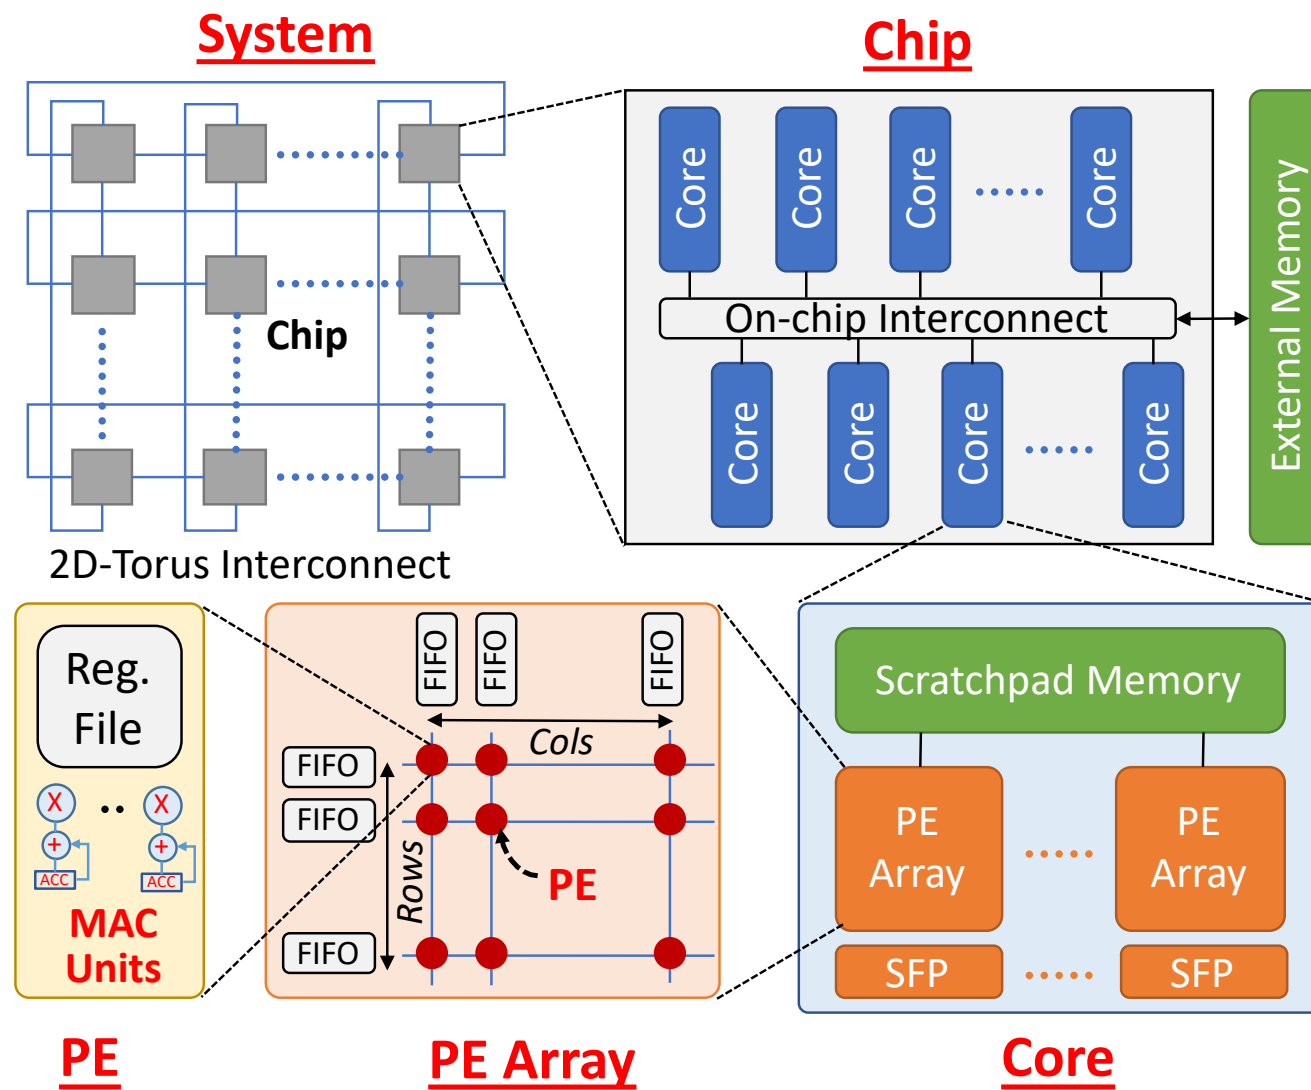 System
Chip
Core
Core
Core
Core
On-chip Interconnect
External Memory
Core
Core
Core
Core
Chip
2D-Torus Interconnect
Reg.
File
X
X
+
+
ACC
ACC
MAC
Units
PE
FIFO
FIFO
FIFO
Cols
FIFO
FIFO
FIFO
Rows
PE
PE Array
Scratchpad Memory
PE
Array
PE
Array
SFP
SFP
Core